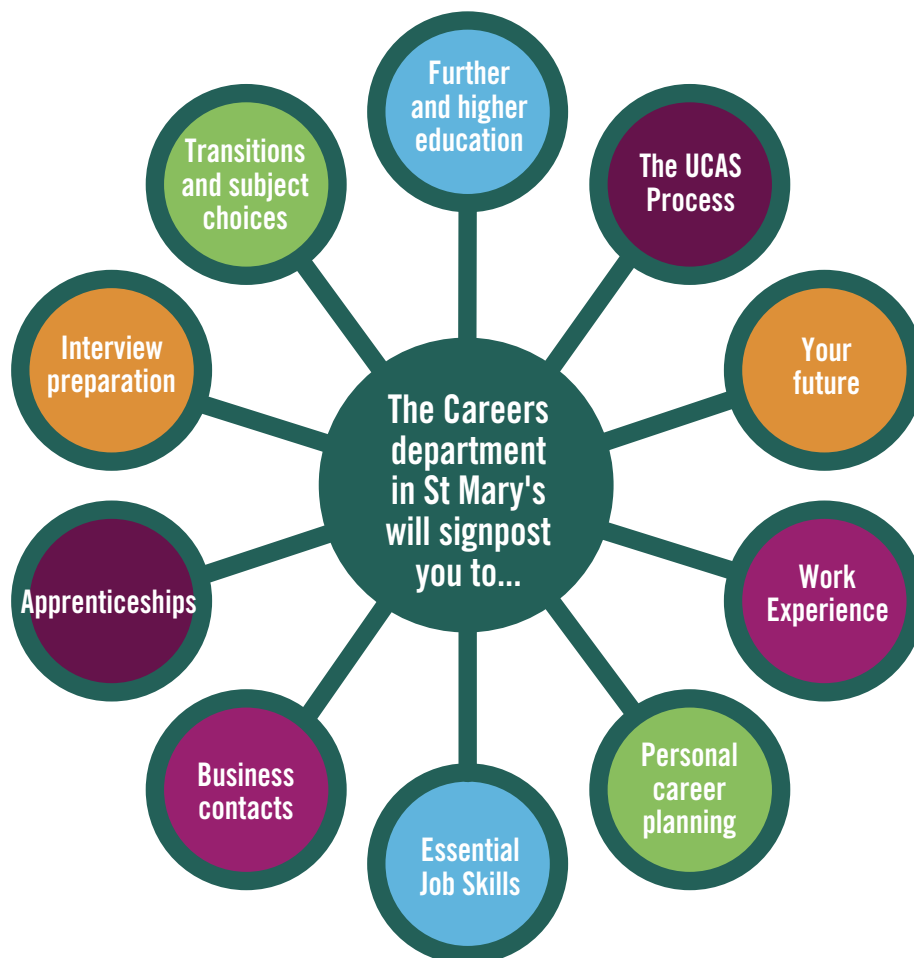 Further
and higher
education
The UCAS
Process
Your
future
Work
Experience
Personal
career
planning
Essential
Job Skills
Business
contacts
Apprenticeships
Interview
preparation
Transitions
and subject
choices
The Careers
department
in St Mary's
will signpost
you to...